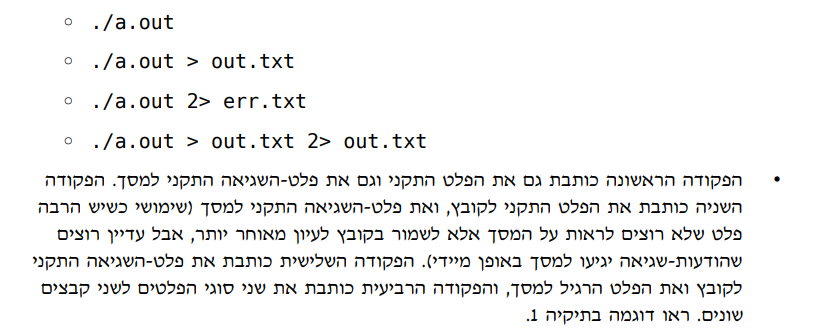 ○ ./a.out
○ ./a.out > out.txt
○ ./a.out 2> err.txt
○ ./a.out > out.txt 2> out.txt
• הפקודה הראשונה כותבת גם את הפלט התקני וגם את פלט-השגיאה התקני למסך. הפקודה
השניה כותבת את הפלט התקני לקובץ, ואת פלט-השגיאה התקני למסך (שימושי כשיש הרבה
פלט שלא רוצים לראות על המסך אלא לשמור בקובץ לעיון מאוחר יותר, אבל עדיין רוצים
שהודעות-שגיאה יגיעו למסך באופן מיידי). הפקודה השלישית כותבת את פלט-השגיאה התקני
לקובץ ואת הפלט הרגיל למסך, והפקודה הרביעית כותבת את שני סוגי הפלטים לשני קבצים
שונים. ראו דוגמה בתיקיה 1.